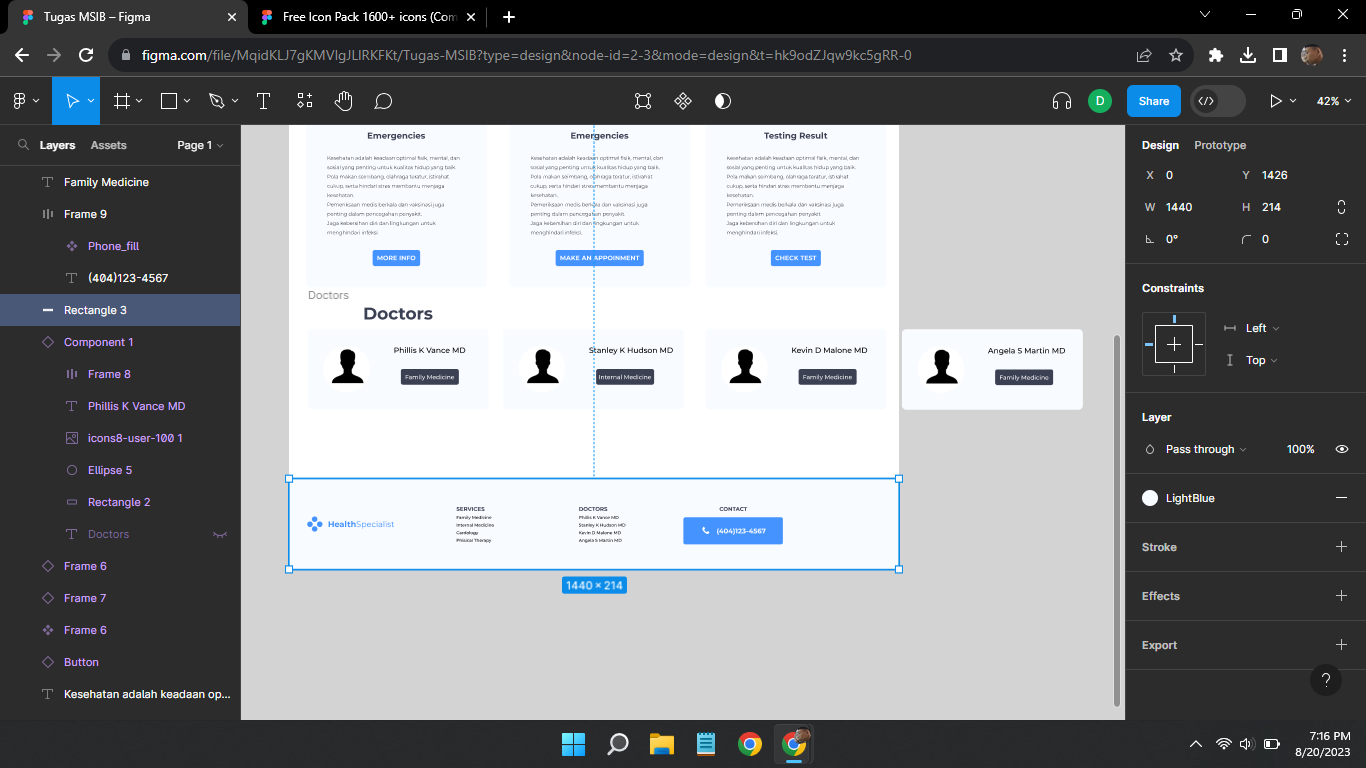 Tugas MSIB – Figma
Free Icon Pack 1600+ icons (Com
figma.com/file/MqidKLJ7gKMVlgJLlRKFKt/Tugas-MSIB?type=design&node-id=2-3&mode=design&t=hk9odZJqw9kc5gRR-0
D
Share
42%
Layers
Assets
Page 1
Family Medicine
Frame 9
Phone_fill
(404)123-4567
Rectangle 3
Component 1
Frame 8
Phillis K Vance MD
icons8-user-100 1
Ellipse 5
Rectangle 2
Doctors
Frame 6
Frame 7
Frame 6
Button
Kesehatan adalah keadaan op...
Emergencies
Kesehatan adalah keadaan optimal fisik, mental, dan
sosial yang penting untuk kualitas hidup yang baik.
Pola makan seimbang, olahraga teratur, istirahat
cukup, serta hindari stres membantu menjaga
kesehatan.
Pemeriksaan medis berkala dan vaksinasi juga
penting dalam pencegahan penyakit.
Jaga kebersihan diri dan lingkungan untuk
menghindari infeksi.
MORE INFO
Emergencies
Kesehatan adalah keadaan optimal fisik, mental, dan
sosial yang penting untuk kualitas hidup yang baik.
Pola makan seimbang, olahraga teratur, istirahat
cukup, serta hindari stres membantu menjaga
kesehatan.
Pemeriksaan medis berkala dan vaksinasi juga
penting dalam pencegahan penyakit.
Jaga kebersihan diri dan lingkungan untuk
menghindari infeksi.
MAKE AN APPOINMENT
Testing Result
Kesehatan adalah keadaan optimal fisik, mental, dan
sosial yang penting untuk kualitas hidup yang baik.
Pola makan seimbang, olahraga teratur, istirahat
cukup, serta hindari stres membantu menjaga
kesehatan.
Pemeriksaan medis berkala dan vaksinasi juga
penting dalam pencegahan penyakit.
Jaga kebersihan diri dan lingkungan untuk
menghindari infeksi.
CHECK TEST
Doctors
Doctors
Phillis K Vance MD
Family Medicine
Stanley K Hudson MD
Internal Medicine
Kevin D Malone MD
Family Medicine
Angela S Martin MD
Family Medicine
HealthSpecialist
SERVICES
Family Medicine
Internal Medicine
Cardiology
Phisical Therapy
DOCTORS
Phillis K Vance MD
Stanley K Hudson MD
Kevin D Malone MD
Angela S Martin MD
CONTACT
(404)123-4567
1440 × 214
Design
Prototype
X 0
Y 1426
W 1440
H 214
0°
0
Constraints
Left
Top
Layer
Pass through
100%
LightBlue
Stroke
Effects
Export
?
7:16 PM
8/20/2023